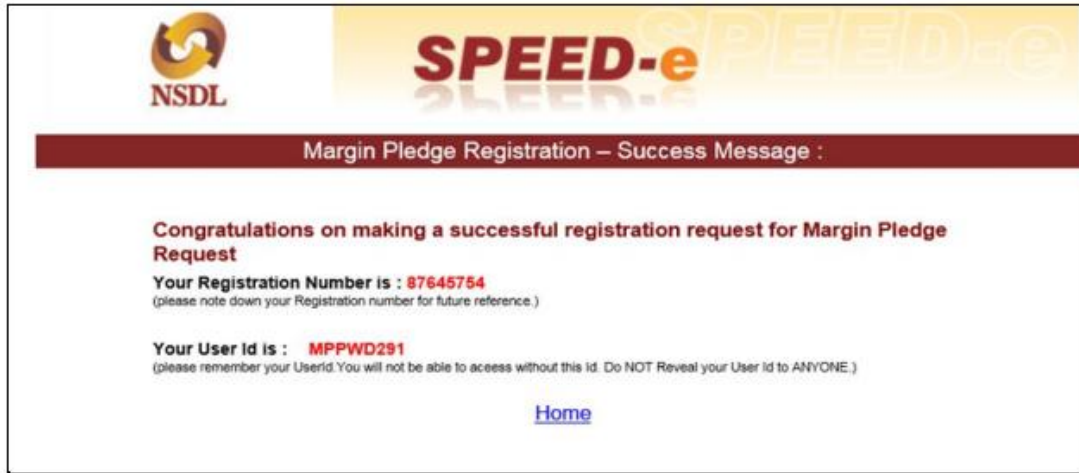 NSDL
SPEED-e
SPEED-e
Margin Pledge Registration – Success Message :
Congratulations on making a successful registration request for Margin Pledge
Request
Your Registration Number is : 87645754
(please note down your Registration number for future reference.)
Your User Id is : MPPWD291
(please remember your UserId.You will not be able to aceess without this Id. Do NOT Reveal your User Id to ANYONE.)
Home